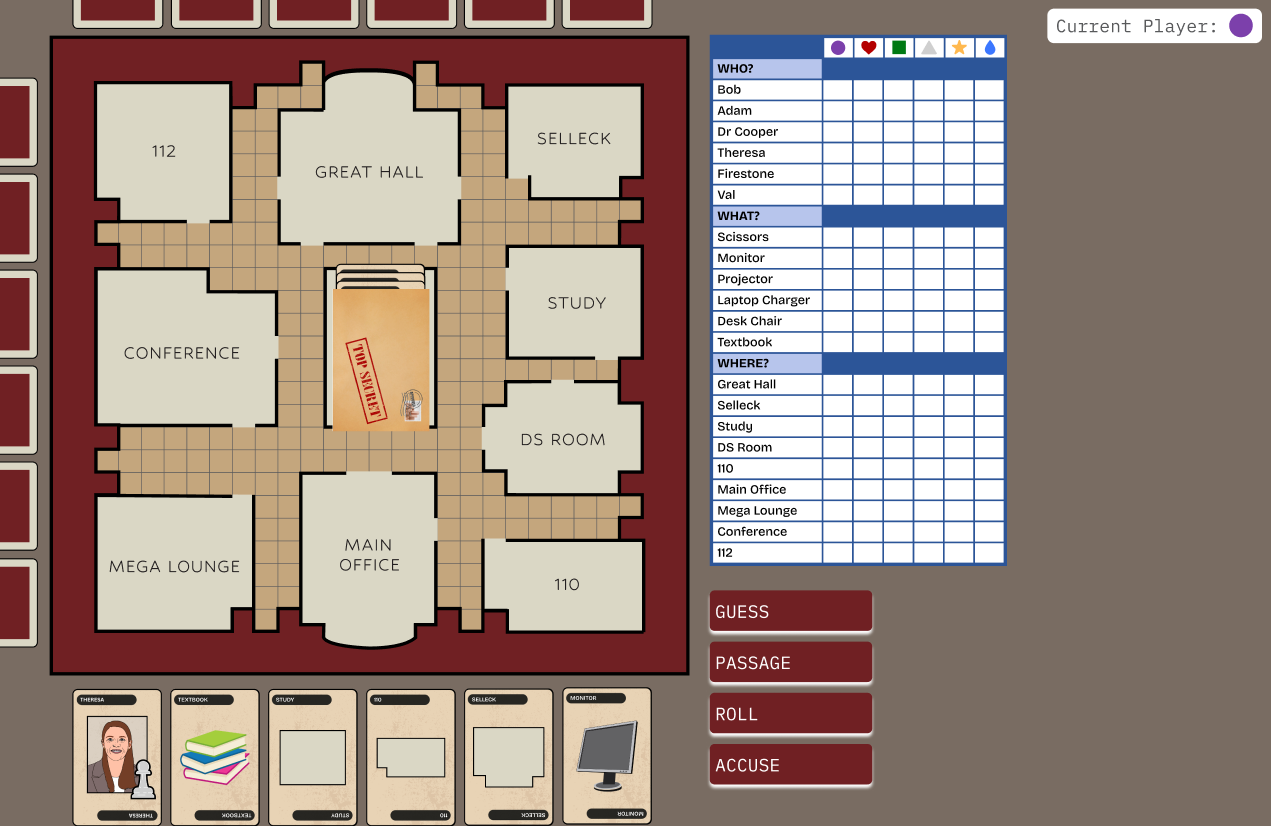 Current Player:
112
GREAT HALL
SELLECK
CONFERENCE
TOP SECRET
STUDY
DS ROOM
MEGA LOUNGE
MAIN
OFFICE
110
WHO?
Bob
Adam
Dr Cooper
Theresa
Firestone
Val
WHAT?
Scissors
Monitor
Projector
Laptop Charger
Desk Chair
Textbook
WHERE?
Great Hall
Selleck
Study
DS Room
110
Main Office
Mega Lounge
Conference
112
GUESS
PASSAGE
ROLL
ACCUSE
THERESA
THERESA
TEXTBOOK
TEXTBOOK
STUDY
STUDY
110
110
SELLECK
SELLECK
MONITOR
MONITOR